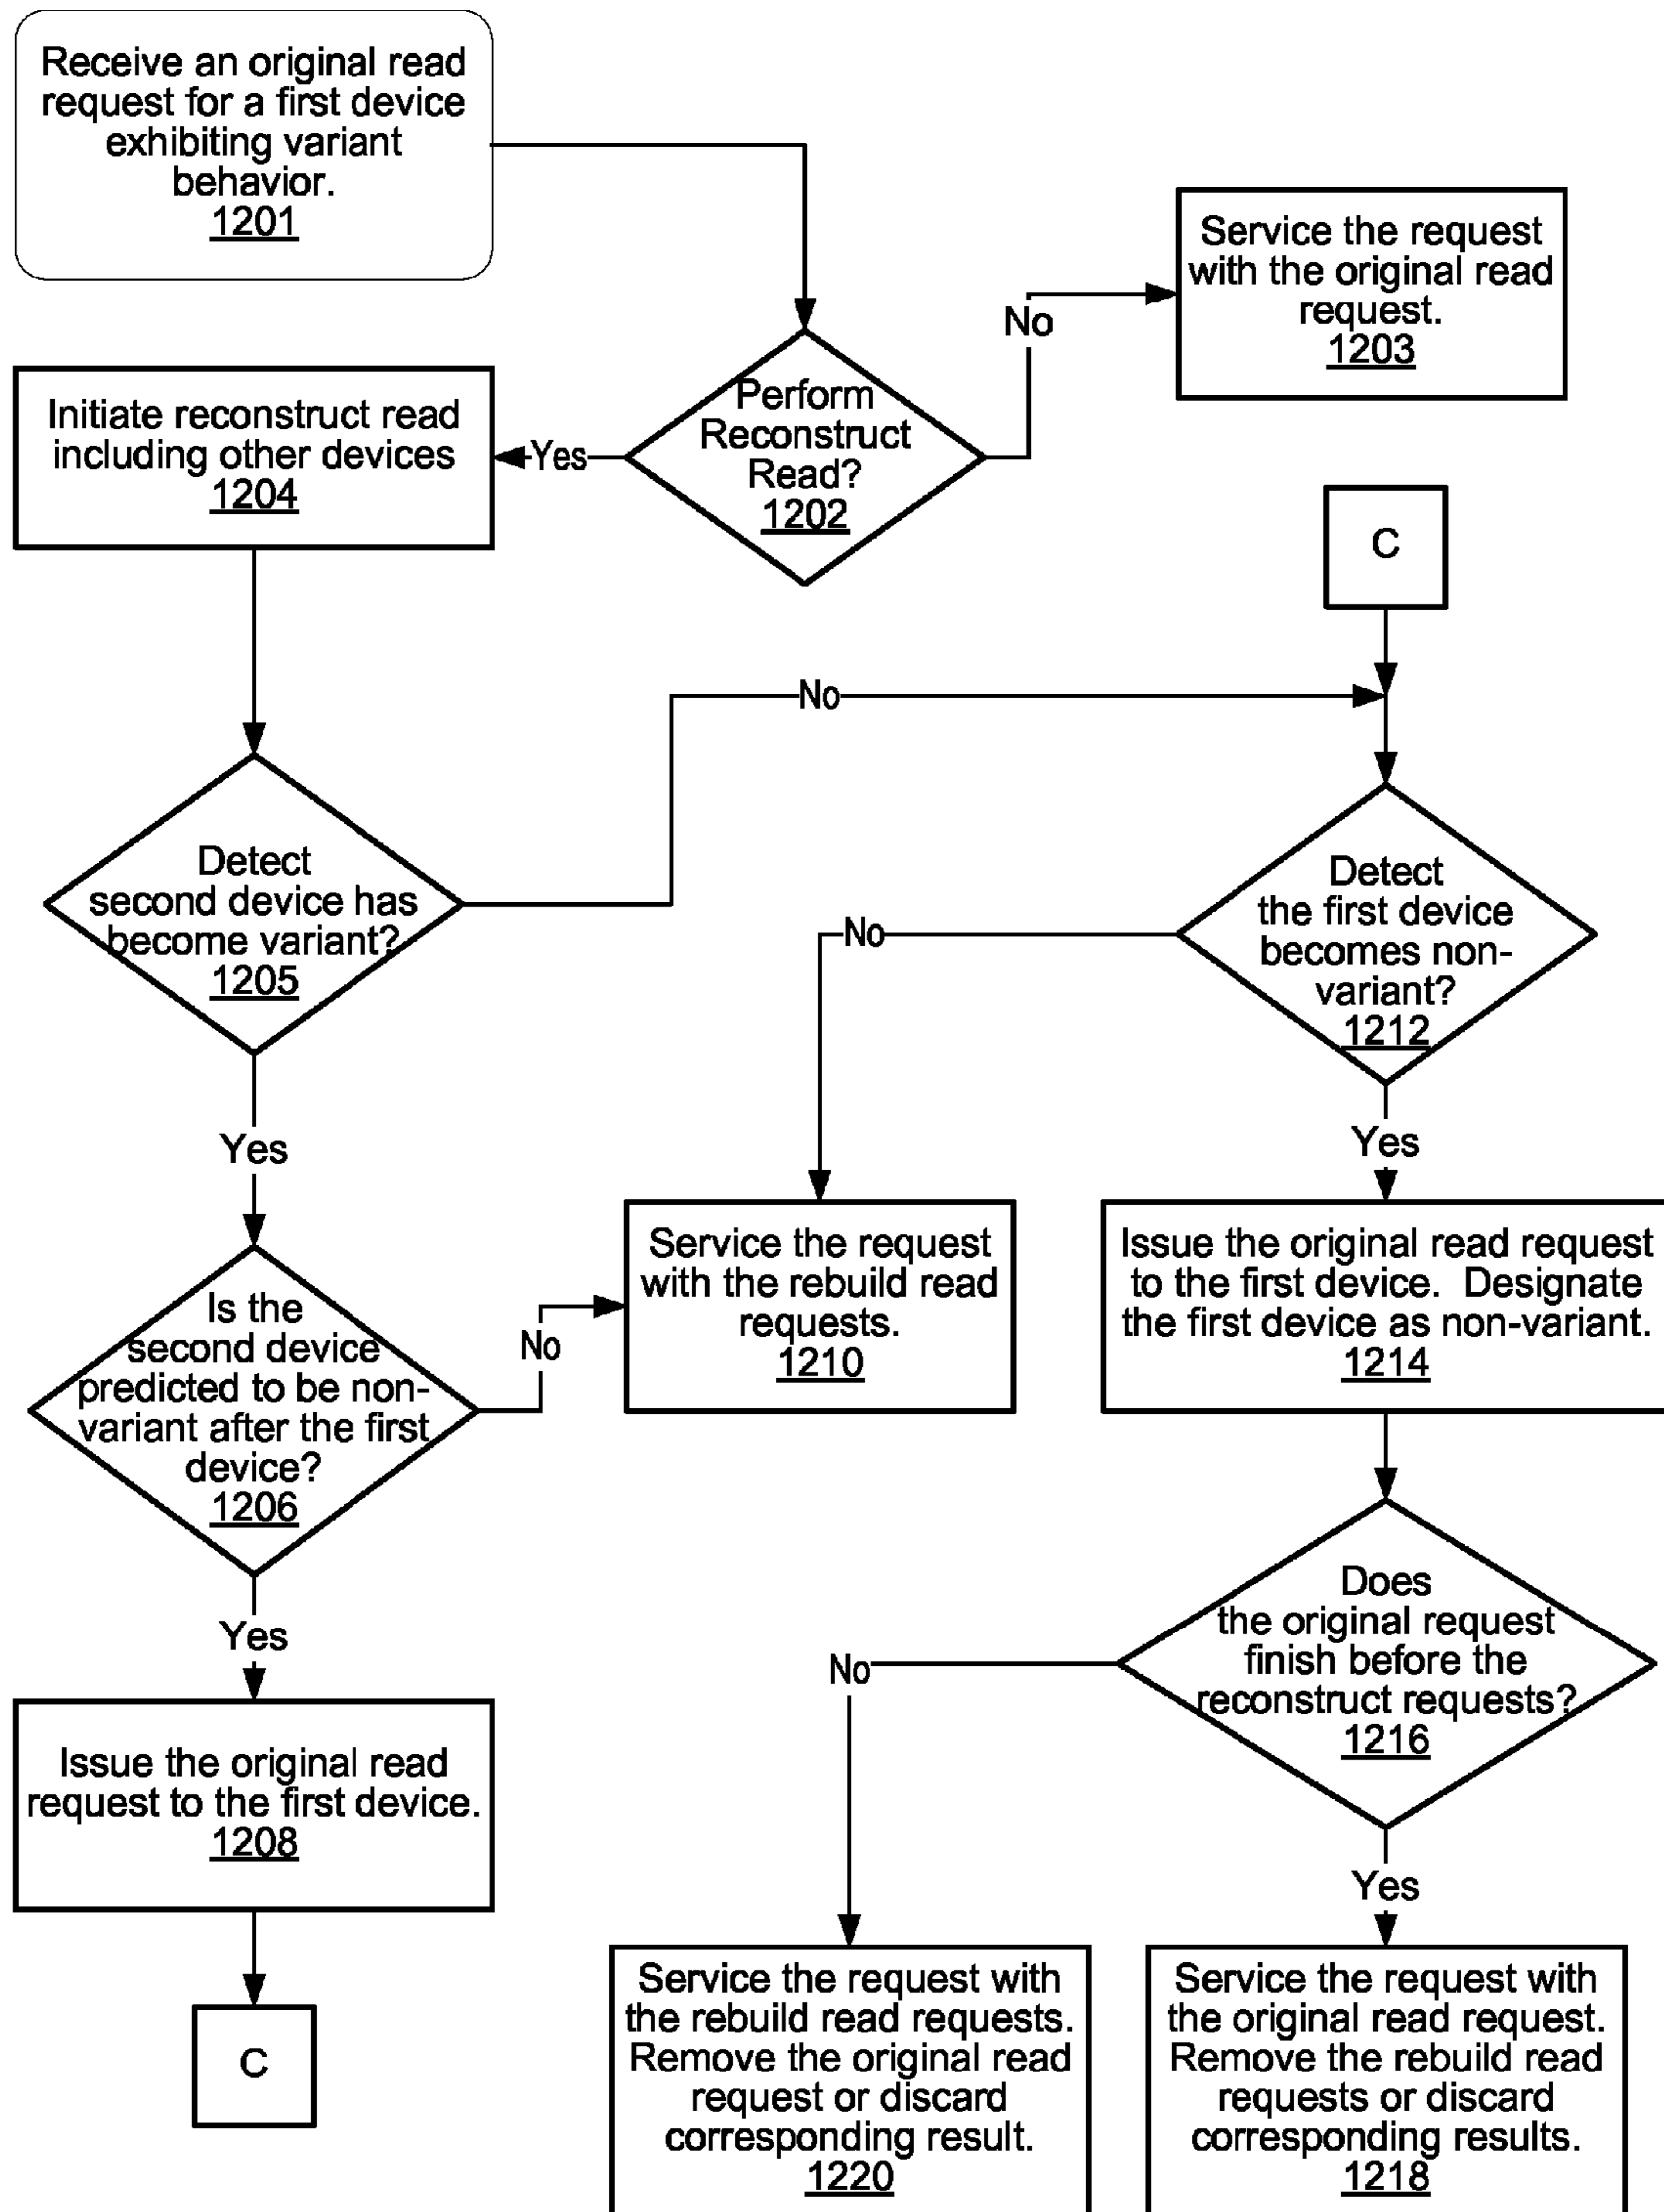 Receive an original read
request for a first device
exhibiting variant
behavior.
1201
Service the request
with the original read
request.
1203
No
Perform
Reconstruct
Read?
1202
Yes
Initiate reconstruct read
including other devices
1204
C
No
Detect
second device has
become variant?
1205
Detect
the first device
becomes non-
variant?
1212
No
Yes
Yes
Service the request
with the rebuild read
requests.
1210
Issue the original read request
to the first device. Designate
the first device as non-variant.
1214
Is the
second device
predicted to be non-
variant after the first
device?
1206
No
Yes
Does
the original request
finish before the
reconstruct requests?
1216
No
Yes
Issue the original read
request to the first device.
1208
C
Service the request with
the rebuild read requests.
Remove the original read
request or discard
corresponding result.
1220
Service the request with
the original read request.
Remove the rebuild read
requests or discard
corresponding results.
1218